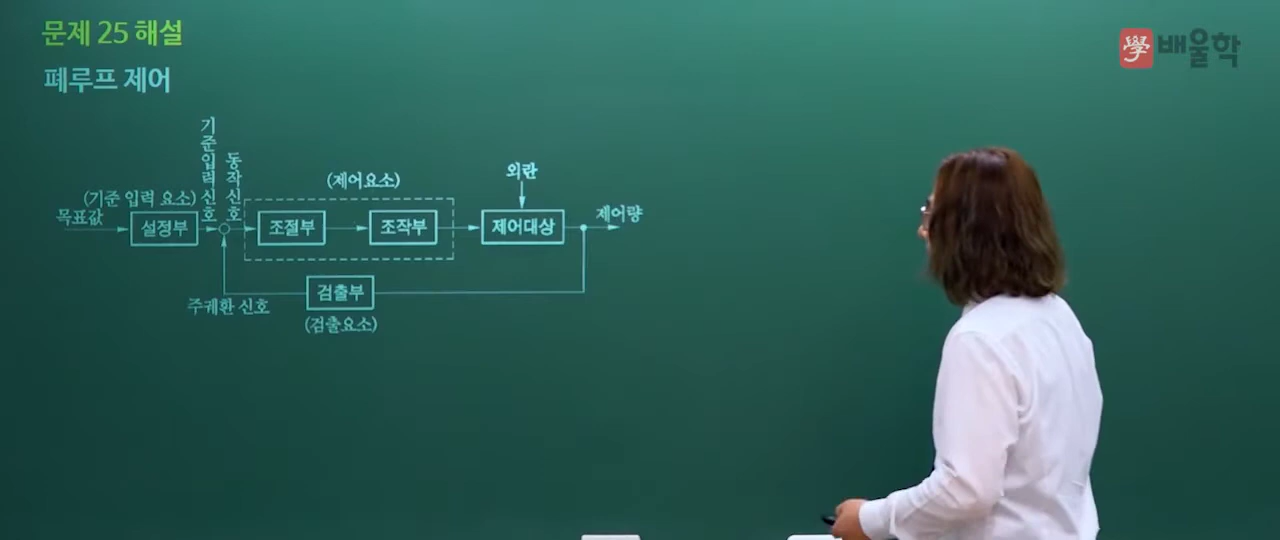 문제 25 해설
學 배울학
폐루프 제어
기준입력신호
동작신호
(제어요소)
외란
(기준 입력 요소)
목표값
설정부
조절부
조작부
제어대상
제어량
검출부
주궤환 신호
(검출요소)